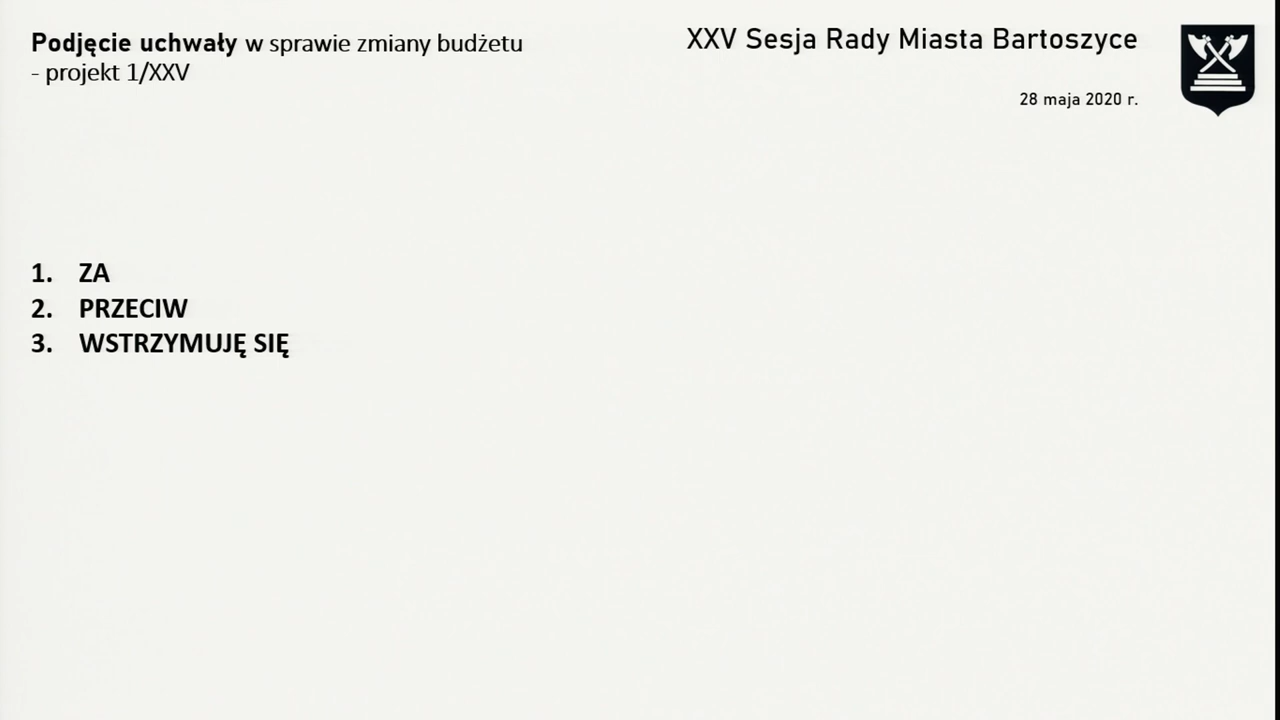 Podjęcie uchwały w sprawie zmiany budżetu
- projekt 1/XXV
XXV Sesja Rady Miasta Bartoszyce
28 maja 2020 r.
1. ZA
2. PRZECIW
3. WSTRZYMUJĘ SIĘ